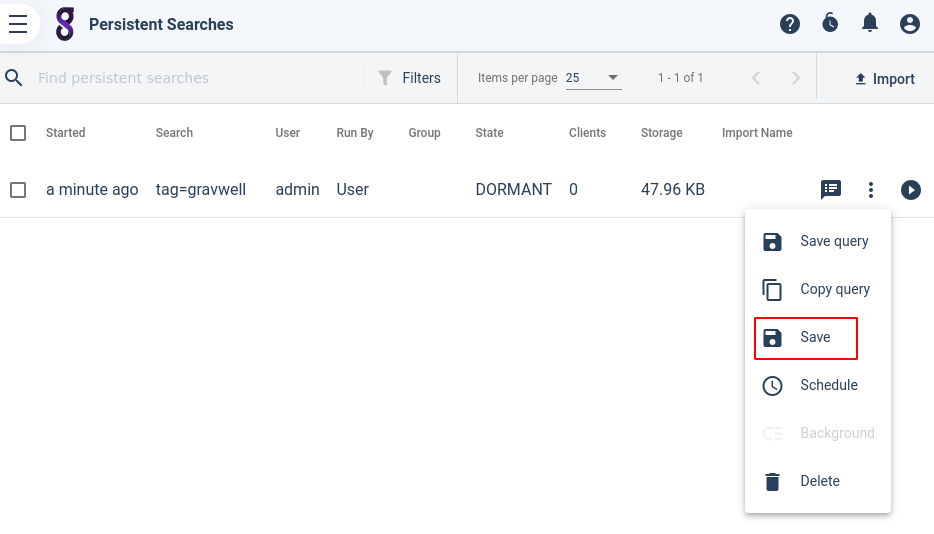 Persistent Searches
Find persistent searches Filters Items per page 25 1 - 1 of 1 Import
Started Search User Run By Group State Clients Storage Import Name
a minute ago tag=gravwell admin User DORMANT 0 47.96 KB
Save query
Copy query
Save
Schedule
Background
Delete